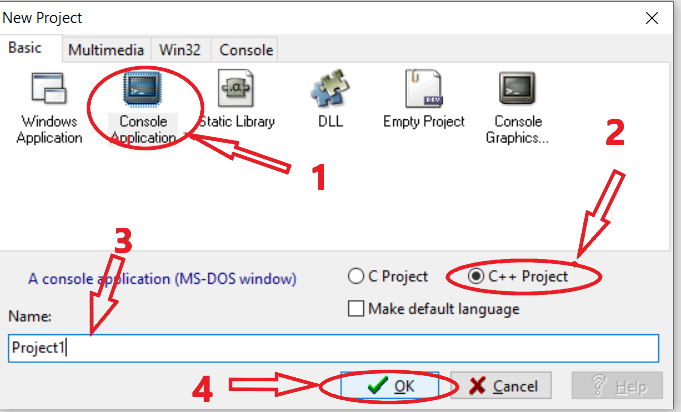 New Project
Basic Multimedia Win32 Console
Windows Application
Console Application
Static Library
DLL
Empty Project
DEV
Console Graphics...
1
2
3
A console application (MS-DOS window)
C Project
C++ Project
Make default language
Name:
Project1
4
OK
Cancel
Help